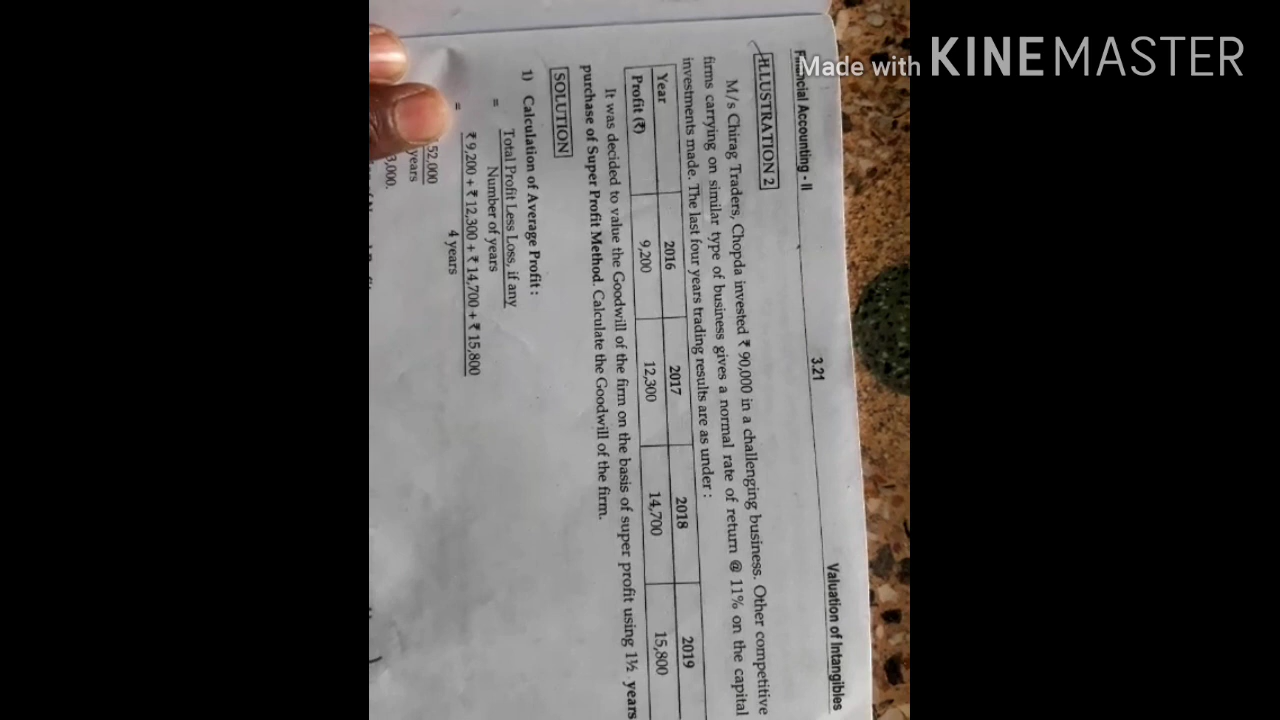 Made with KINEMASTER
Financial Accounting - II 3.21 Valuation of Intangibles
ILLUSTRATION 2
M/s Chirag Traders, Chopda invested ₹ 90,000 in a challenging business. Other competitive
firms carrying on similar type of business gives a normal rate of return @ 11% on the capital
investments made. The last four years trading results are as under :
Year 2016 2017 2018 2019
Profit (₹) 9,200 12,300 14,700 15,800
It was decided to value the Goodwill of the firm on the basis of super profit using 1½ years
purchase of Super Profit Method. Calculate the Goodwill of the firm.
SOLUTION
1) Calculation of Average Profit :
= Total Profit Less Loss, if any
Number of years
= ₹ 9,200 + ₹ 12,300 + ₹ 14,700 + ₹ 15,800
4 years
52,000
years
3,000.